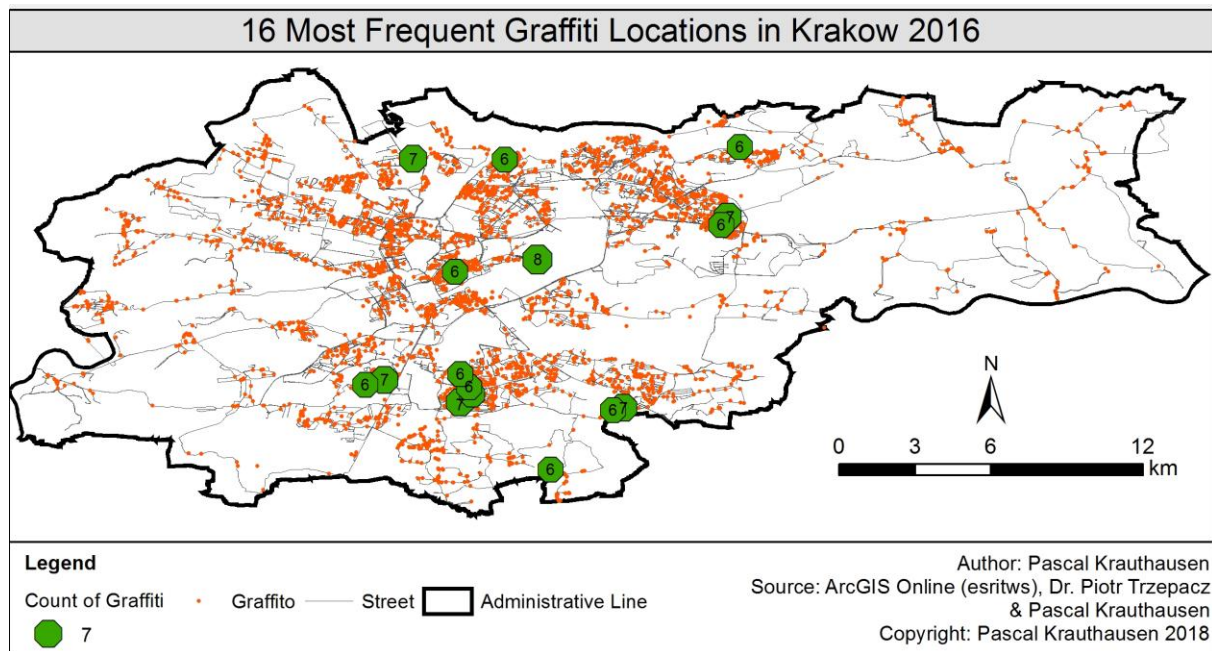 16 Most Frequent Graffiti Locations in Krakow 2016
7
6
6
7
6
8
6
6
7
6
6
7
6
7
6
N
0 3 6 12
km
Legend
Count of Graffiti Graffito Street Administrative Line
7
Author: Pascal Krauthausen
Source: ArcGIS Online (esritws), Dr. Piotr Trzepacz
& Pascal Krauthausen
Copyright: Pascal Krauthausen 2018